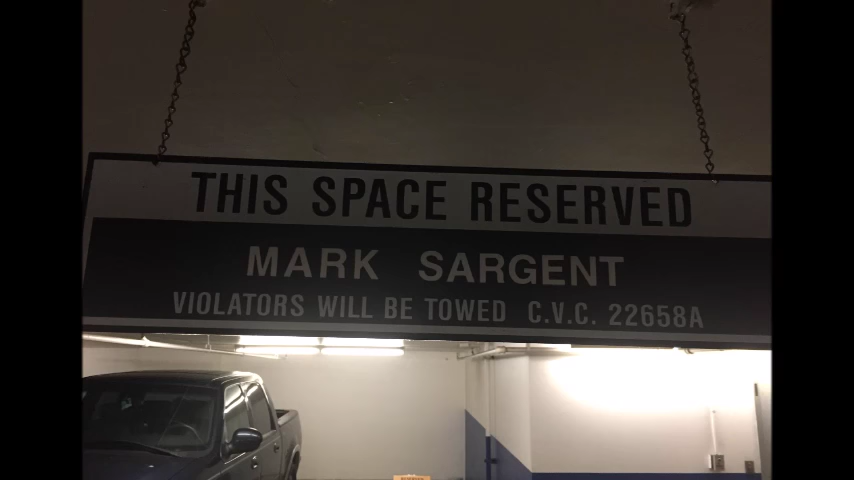 THIS SPACE RESERVED
MARK SARGENT
VIOLATORS WILL BE TOWED C.V.C. 22658A